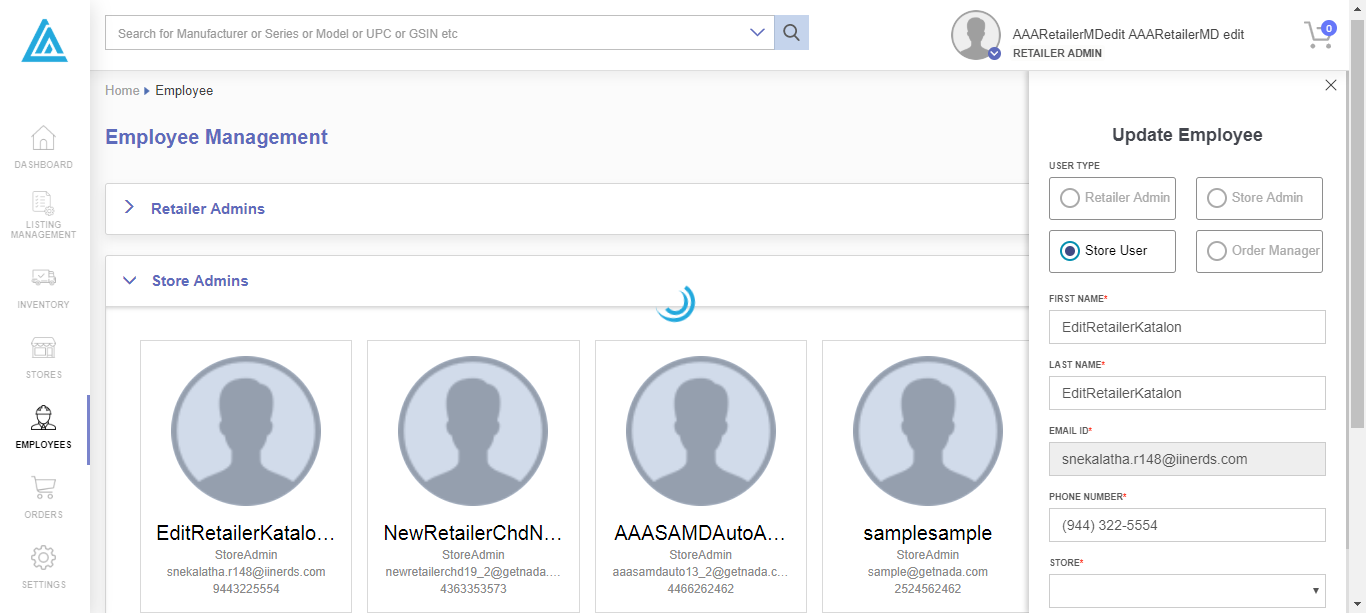 Search for Manufacturer or Series or Model or UPC or GSIN etc
AAARetailerMDedit AAARetailerMD edit
RETAILER ADMIN
0
DASHBOARD
LISTING
MANAGEMENT
INVENTORY
STORES
EMPLOYEES
ORDERS
SETTINGS
Home Employee
Employee Management
Retailer Admins
Store Admins
EditRetailerKatalo...
StoreAdmin
snekalatha.r148@iinerds.com
9443225554
NewRetailerChdN...
StoreAdmin
newretailerchd19_2@getnada....
4363353573
AAASAMDAutoA...
StoreAdmin
aaasamdauto13_2@getnada.c...
4466262462
samplesample
StoreAdmin
sample@getnada.com
2524562462
Update Employee
USER TYPE
Retailer Admin
Store Admin
Store User
Order Manager
FIRST NAME*
EditRetailerKatalon
LAST NAME*
EditRetailerKatalon
EMAIL ID*
snekalatha.r148@iinerds.com
PHONE NUMBER*
(944) 322-5554
STORE*